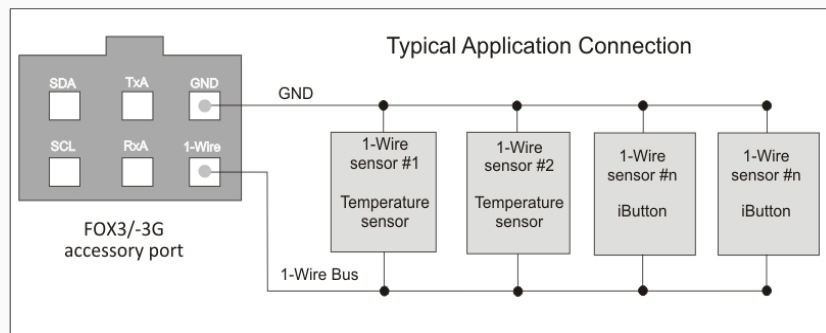 Typical Application Connection
SDA TxA GND
SCL RxA 1-Wire
FOX3/-3G
accessory port
GND
1-Wire
sensor #1
Temperature
sensor
1-Wire
sensor #2
Temperature
sensor
1-Wire
sensor #n
iButton
1-Wire
sensor #n
iButton
1-Wire Bus